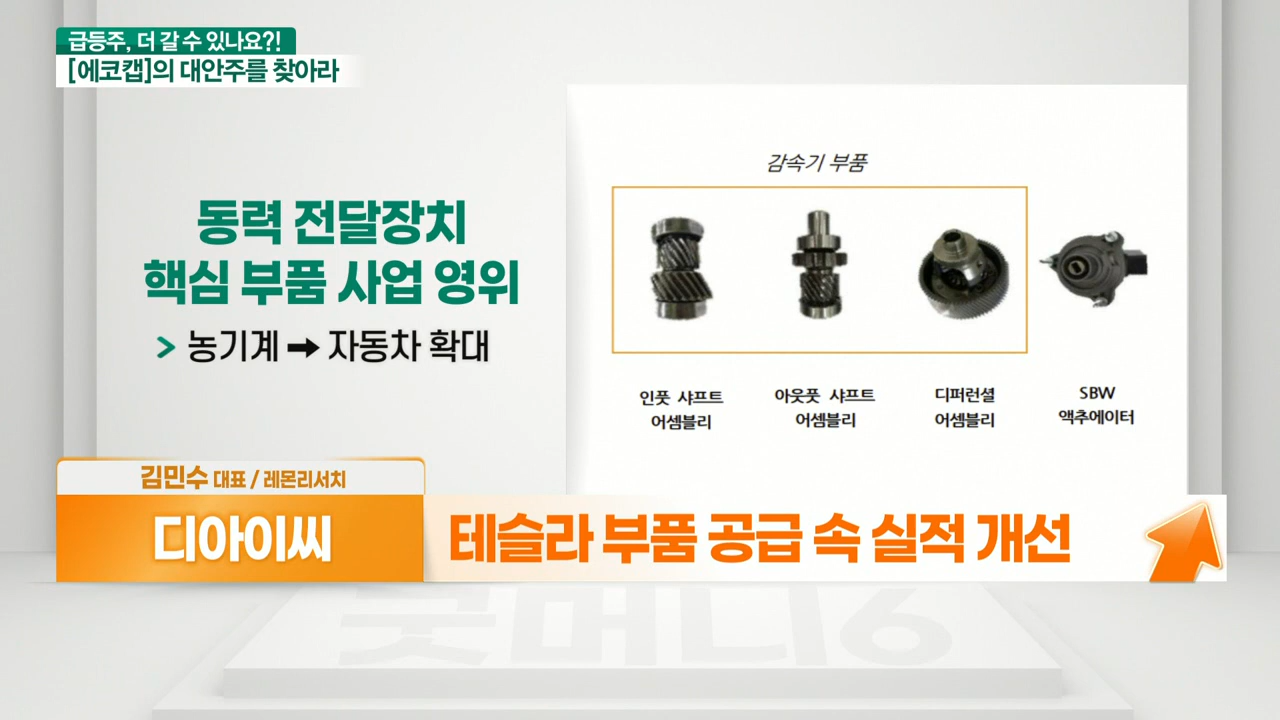 급등주, 더 갈 수 있나요?!
[에코캡]의 대안주를 찾아라
동력 전달장치
핵심 부품 사업 영위
> 농기계 ➡ 자동차 확대
감속기 부품
인풋 샤프트
어셈블리
아웃풋 샤프트
어셈블리
디퍼런셜
어셈블리
SBW
액추에이터
김민수 대표 / 레몬리서치
디아이씨
테슬라 부품 공급 속 실적 개선
굿머니6